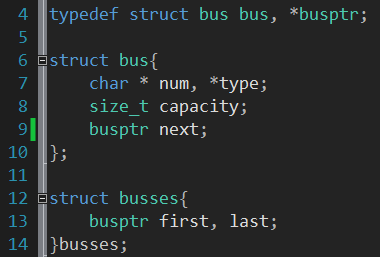 4 typedef struct bus bus, *busptr;
5
6 struct bus{
7     char * num, *type;
8     size_t capacity;
9     busptr next;
10 };
11
12 struct busses{
13     busptr first, last;
14 }busses;